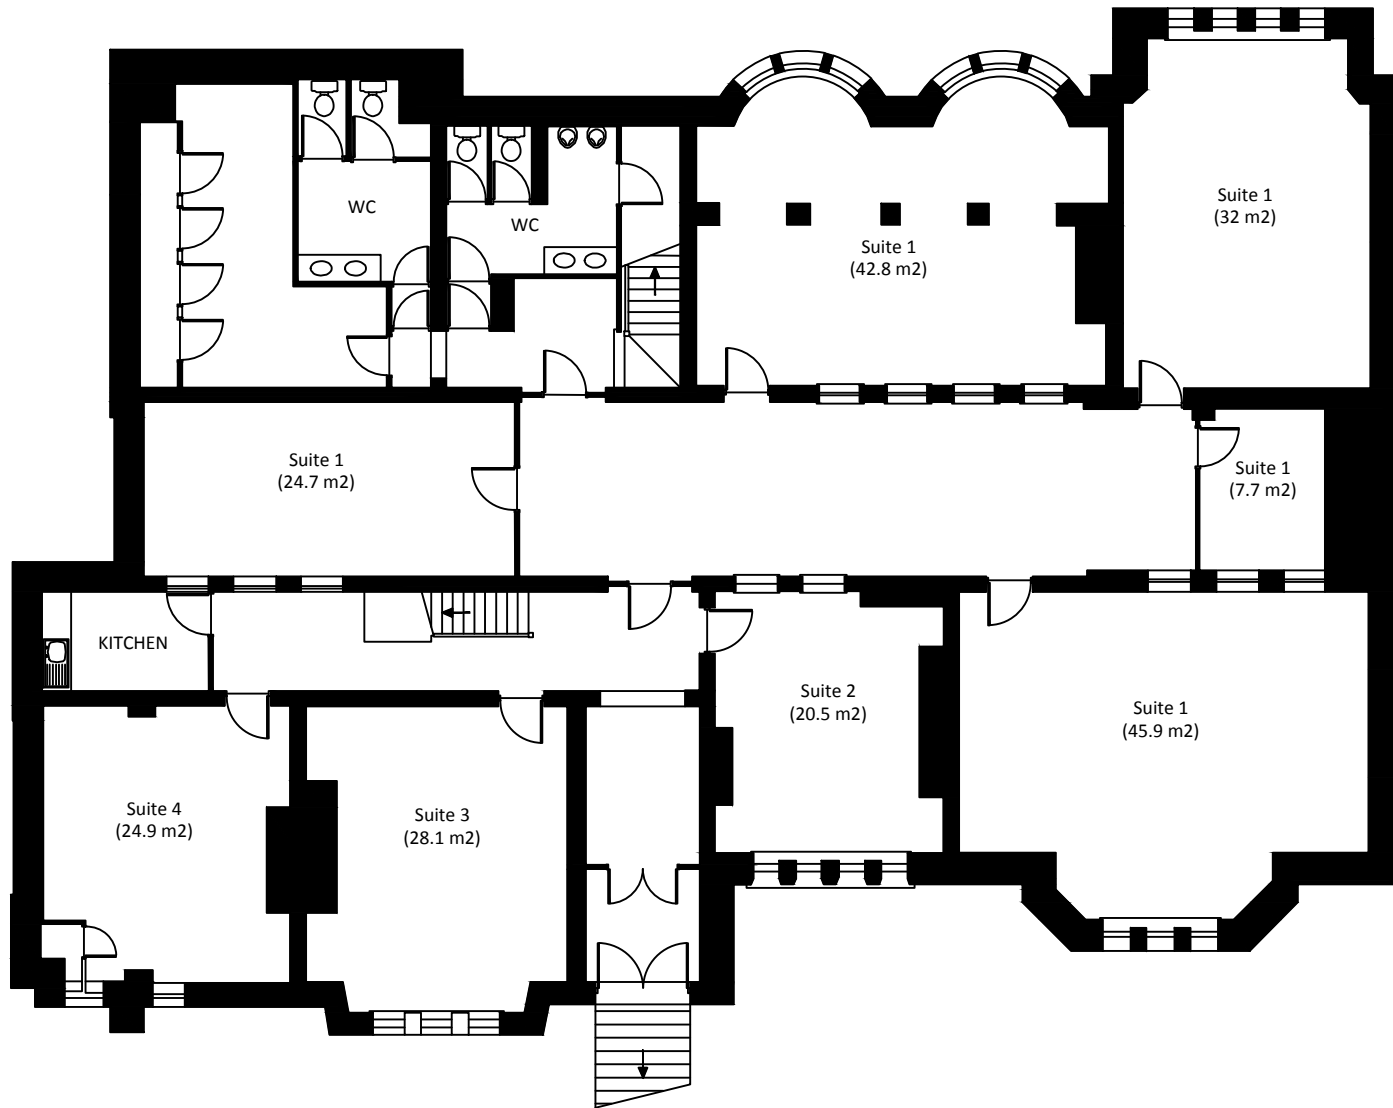 WC
WC
Suite 1
(42.8 m2)
Suite 1
(32 m2)
Suite 1
(24.7 m2)
Suite 1
(7.7 m2)
KITCHEN
Suite 2
(20.5 m2)
Suite 1
(45.9 m2)
Suite 4
(24.9 m2)
Suite 3
(28.1 m2)